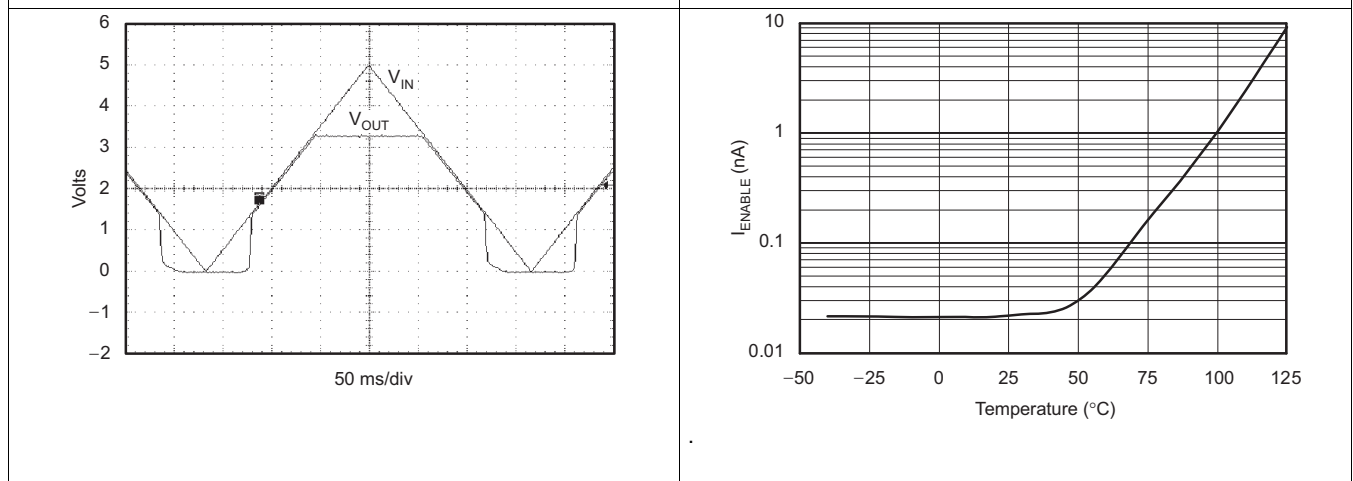 6
5
4
3
2
1
0
−1
−2
Volts
V_IN
V_OUT
50 ms/div
10
1
0.1
0.01
I_ENABLE (nA)
−50 −25 0 25 50 75 100 125
Temperature (°C)
.